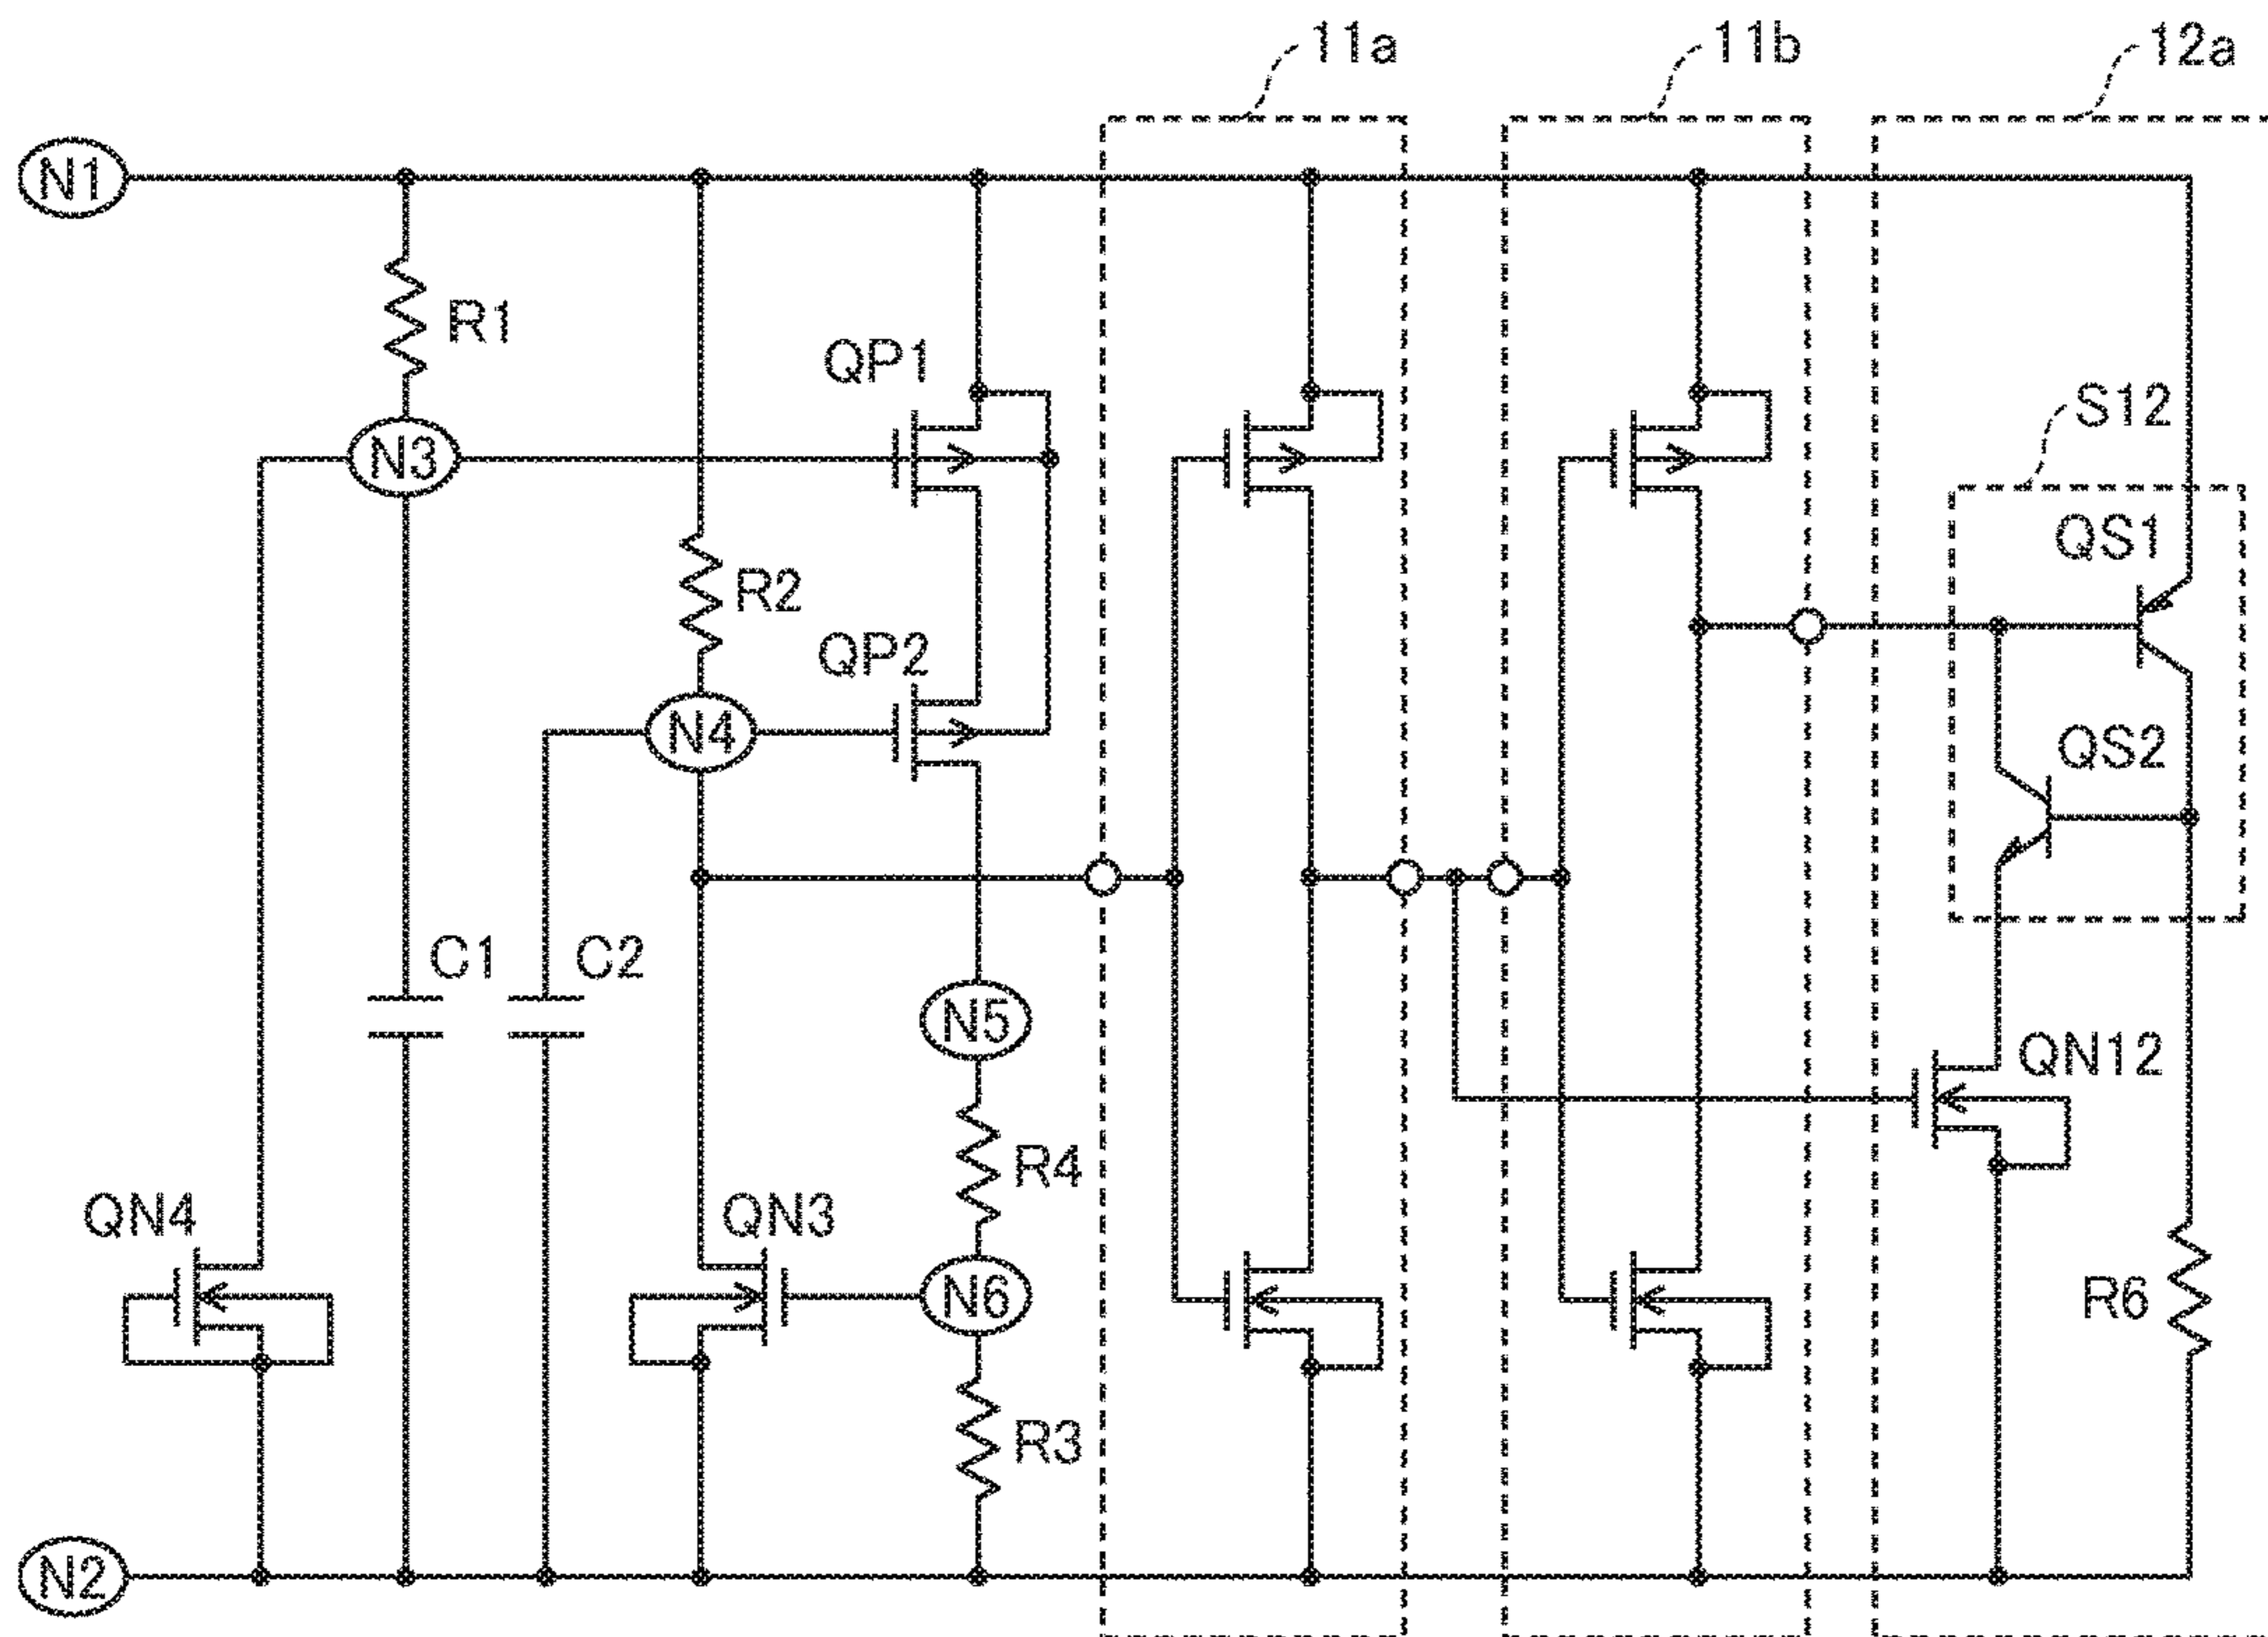 11a
11b
12a
N1
R1
QP1
S12
N3
QS1
R2
QP2
N4
QS2
C1
C2
N5
QN12
R4
QN4
QN3
N6
R6
R3
N2